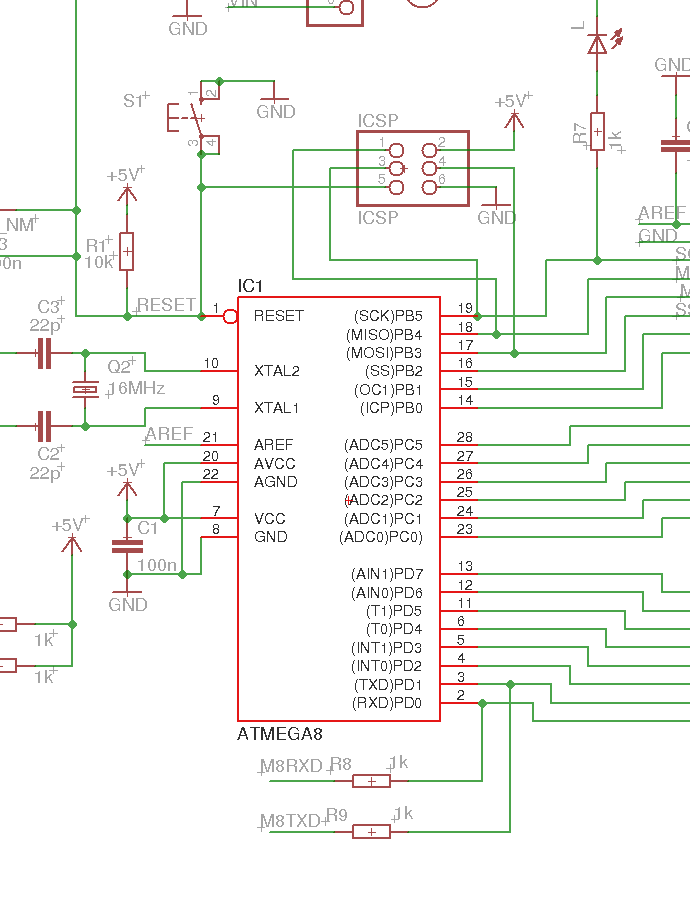 VIN
GND
L
GND
S1
1
2
3
4
GND
+5V
ICSP
1
2
3
4
5
6
ICSP
GND
R7
1k
+5V
AREF
GND
_NM
3
00n
R1
10k
RESET
IC1
1
RESET
(SCK)PB5
19
(MISO)PB4
18
(MOSI)PB3
17
C3
22p
Q2
16MHz
10
XTAL2
(SS)PB2
16
(OC1)PB1
15
9
XTAL1
(ICP)PB0
14
C2
22p
AREF
21
AREF
(ADC5)PC5
28
20
AVCC
(ADC4)PC4
27
22
AGND
(ADC3)PC3
26
+5V
(ADC2)PC2
25
7
VCC
(ADC1)PC1
24
C1
8
GND
(ADC0)PC0
23
+5V
100n
GND
(AIN1)PD7
13
(AIN0)PD6
12
(T1)PD5
11
(T0)PD4
6
(INT1)PD3
5
(INT0)PD2
4
(TXD)PD1
3
(RXD)PD0
2
1k
1k
ATMEGA8
M8RXD
R8
1k
M8TXD
R9
1k